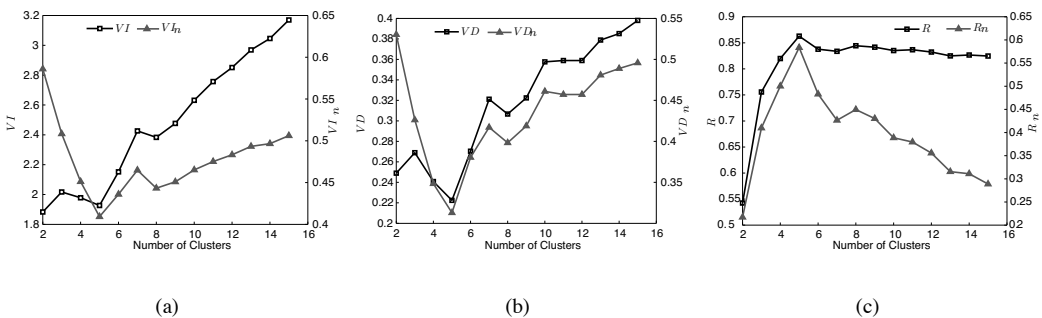 VI VIn
3.2
3
2.8
2.6
2.4
2.2
2
1.8
VI
0.65
0.6
0.55
0.5
0.45
0.4
VI n
2 4 6 8 10 12 14 16
Number of Clusters
(a)
VD VDn
0.4
0.38
0.36
0.34
0.32
0.3
0.28
0.26
0.24
0.22
0.2
VD
0.55
0.5
0.45
0.4
0.35
VD n
2 4 6 8 10 12 14 16
Number of Clusters
(b)
R Rn
0.9
0.85
0.8
0.75
0.7
0.65
0.6
0.55
0.5
R
0.65
0.6
0.55
0.5
0.45
0.4
0.35
0.3
0.25
0.2
R n
2 4 6 8 10 12 14 16
Number of Clusters
(c)